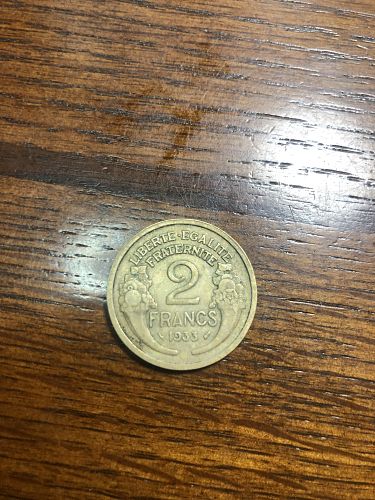 LIBERTE·EGALITE
FRATERNITE
2
FRANCS
1933